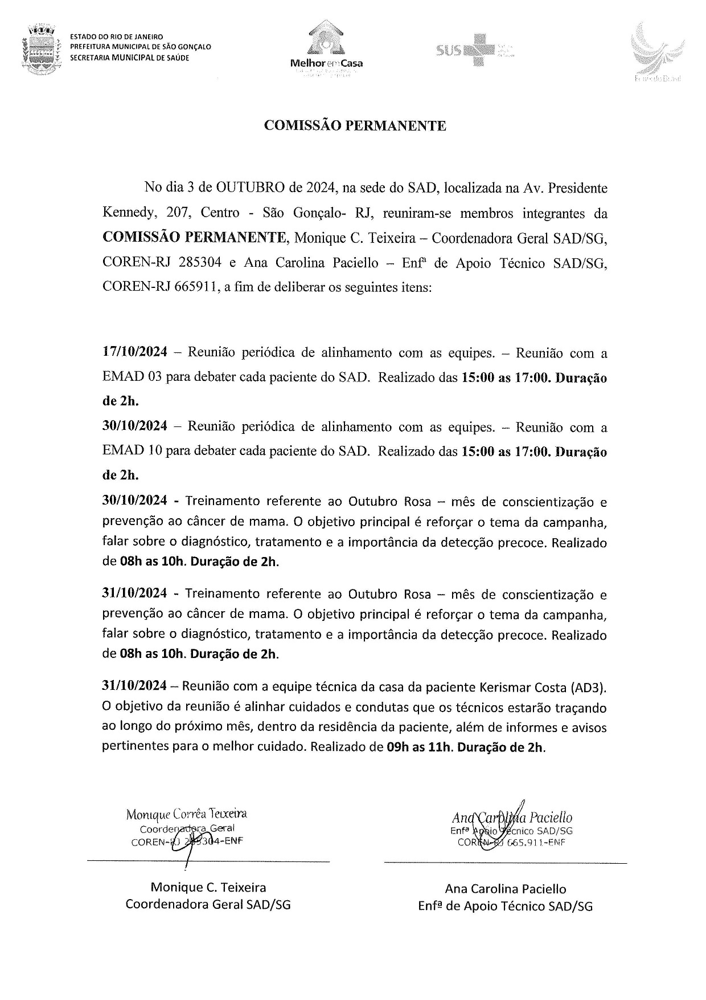 ESTADO DO RIO DE JANEIRO
PREFEITURA MUNICIPAL DE SÃO GONÇALO
SECRETARIA MUNICIPAL DE SAÚDE
Melhor em Casa
SUS
COMISSÃO PERMANENTE
No dia 3 de OUTUBRO de 2024, na sede do SAD, localizada na Av. Presidente
Kennedy, 207, Centro - São Gonçalo- RJ, reuniram-se membros integrantes da
COMISSÃO PERMANENTE, Monique C. Teixeira – Coordenadora Geral SAD/SG,
COREN-RJ 285304 e Ana Carolina Paciello – Enfª de Apoio Técnico SAD/SG,
COREN-RJ 665911, a fim de deliberar os seguintes itens:
17/10/2024 – Reunião periódica de alinhamento com as equipes. – Reunião com a
EMAD 03 para debater cada paciente do SAD. Realizado das 15:00 as 17:00. Duração
de 2h.
30/10/2024 – Reunião periódica de alinhamento com as equipes. – Reunião com a
EMAD 10 para debater cada paciente do SAD. Realizado das 15:00 as 17:00. Duração
de 2h.
30/10/2024 - Treinamento referente ao Outubro Rosa – mês de conscientização e
prevenção ao câncer de mama. O objetivo principal é reforçar o tema da campanha,
falar sobre o diagnóstico, tratamento e a importância da detecção precoce. Realizado
de 08h as 10h. Duração de 2h.
31/10/2024 - Treinamento referente ao Outubro Rosa – mês de conscientização e
prevenção ao câncer de mama. O objetivo principal é reforçar o tema da campanha,
falar sobre o diagnóstico, tratamento e a importância da detecção precoce. Realizado
de 08h as 10h. Duração de 2h.
31/10/2024 – Reunião com a equipe técnica da casa da paciente Kerismar Costa (AD3).
O objetivo da reunião é alinhar cuidados e condutas que os técnicos estarão traçando
ao longo do próximo mês, dentro da residência da paciente, além de informes e avisos
pertinentes para o melhor cuidado. Realizado de 09h as 11h. Duração de 2h.
Monique Corrêa Teixeira
Coordenadora Geral
COREN-RJ 285304-ENF
Monique C. Teixeira
Coordenadora Geral SAD/SG
Ana Carolina Paciello
Enfª Apoio Técnico SAD/SG
COREN-RJ 665.911-ENF
Ana Carolina Paciello
Enfª de Apoio Técnico SAD/SG